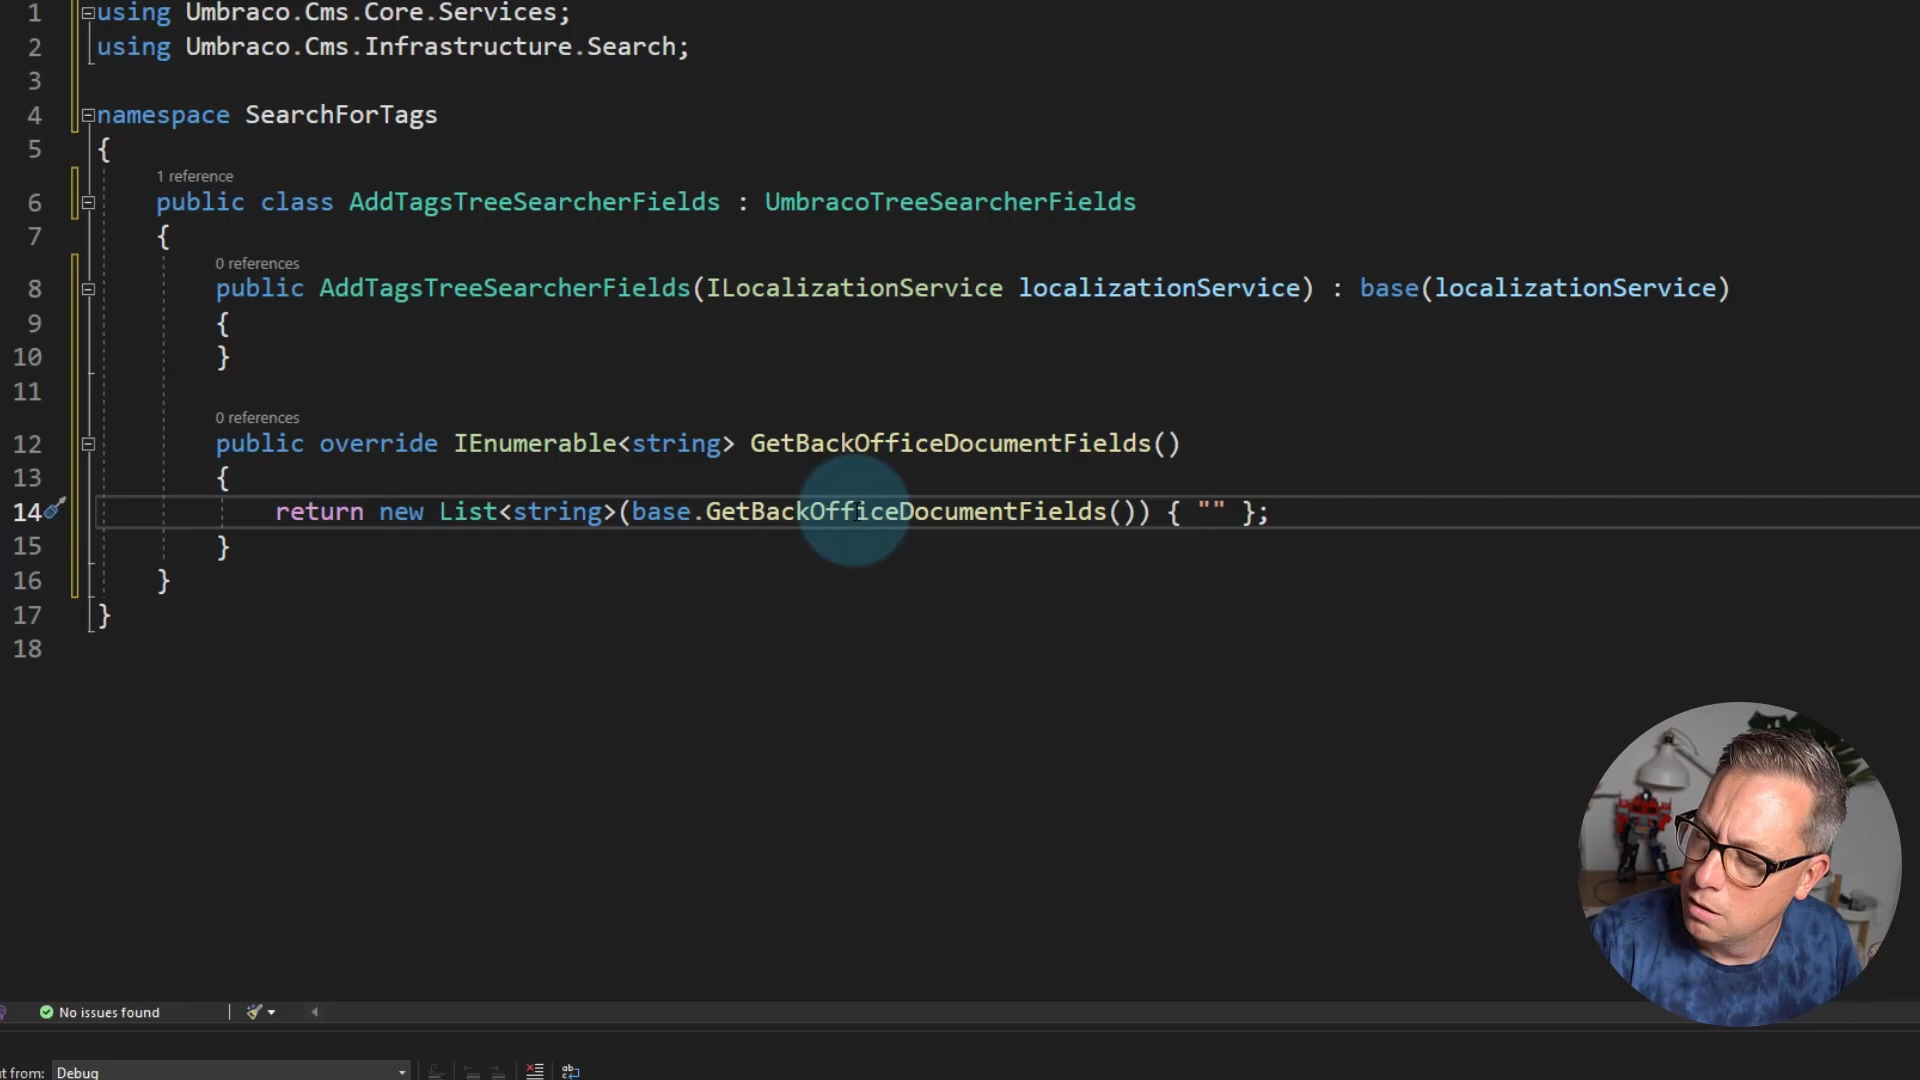 1 using Umbraco.Cms.Core.Services;
2 using Umbraco.Cms.Infrastructure.Search;
3
4 namespace SearchForTags
5 {
1 reference
6 public class AddTagsTreeSearcherFields : UmbracoTreeSearcherFields
7 {
0 references
8 public AddTagsTreeSearcherFields(ILocalizationService localizationService) : base(localizationService)
9 {
10 }
11
0 references
12 public override IEnumerable<string> GetBackOfficeDocumentFields()
13 {
14 return new List<string>(base.GetBackOfficeDocumentFields()) { "" };
15 }
16 }
17 }
18
No issues found
t from: Debug